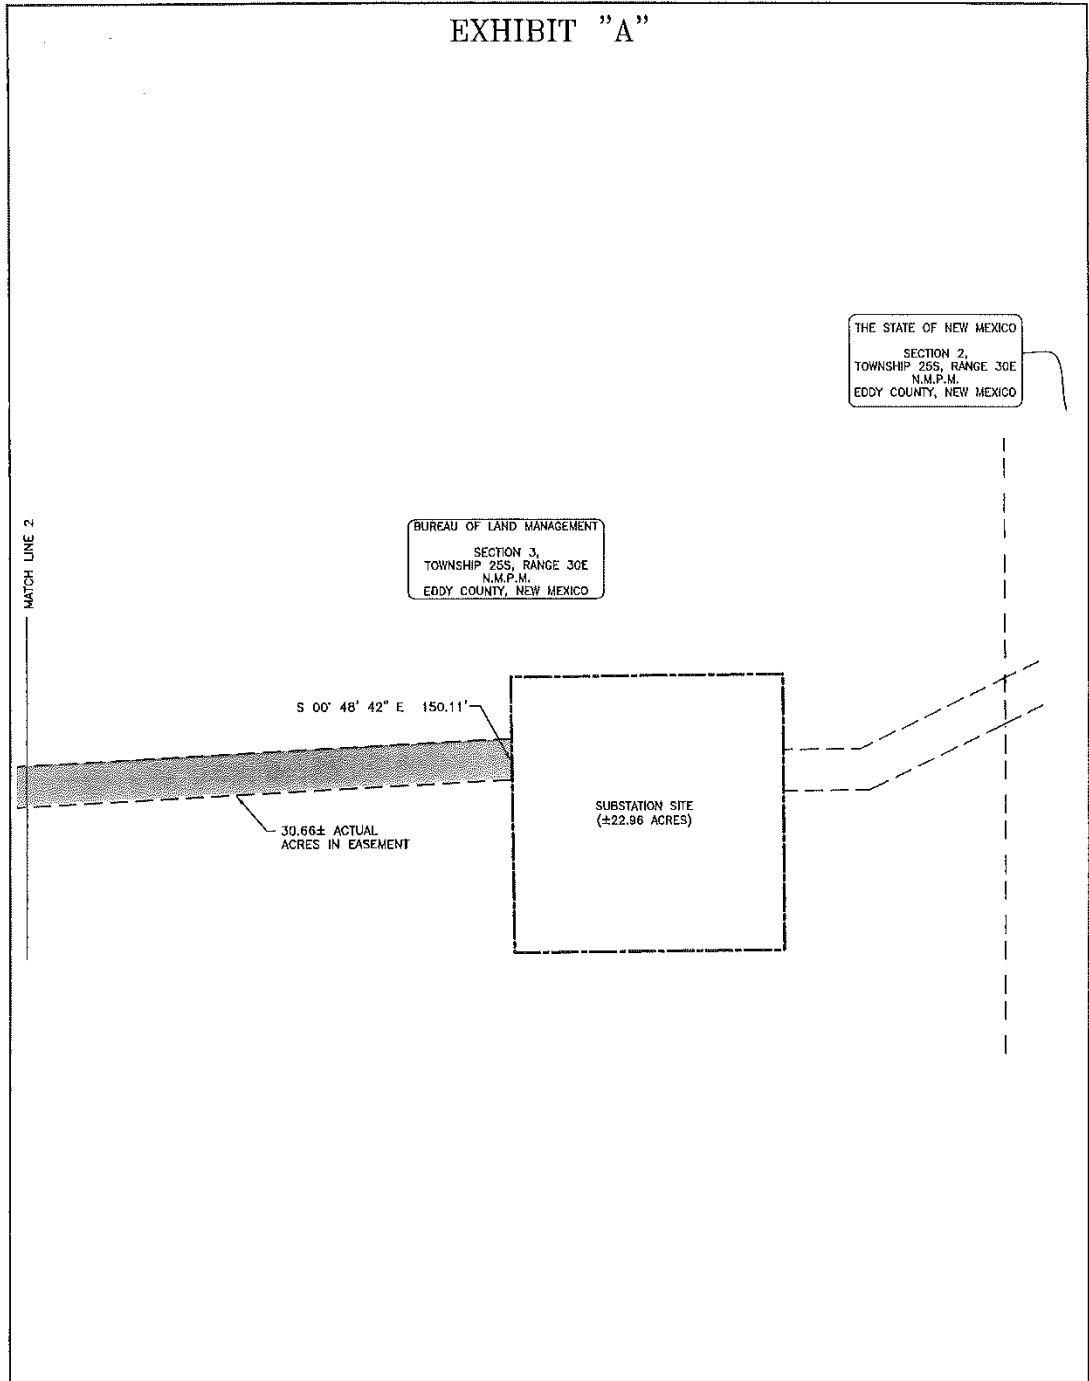 EXHIBIT "A"
THE STATE OF NEW MEXICO
SECTION 2,
TOWNSHIP 25S, RANGE 30E
N.M.P.M.
EDDY COUNTY, NEW MEXICO
MATCH LINE 2
BUREAU OF LAND MANAGEMENT
SECTION 3,
TOWNSHIP 25S, RANGE 30E
N.M.P.M.
EDDY COUNTY, NEW MEXICO
S 00° 48' 42" E 150.11'
SUBSTATION SITE
(±22.96 ACRES)
30.66± ACTUAL
ACRES IN EASEMENT